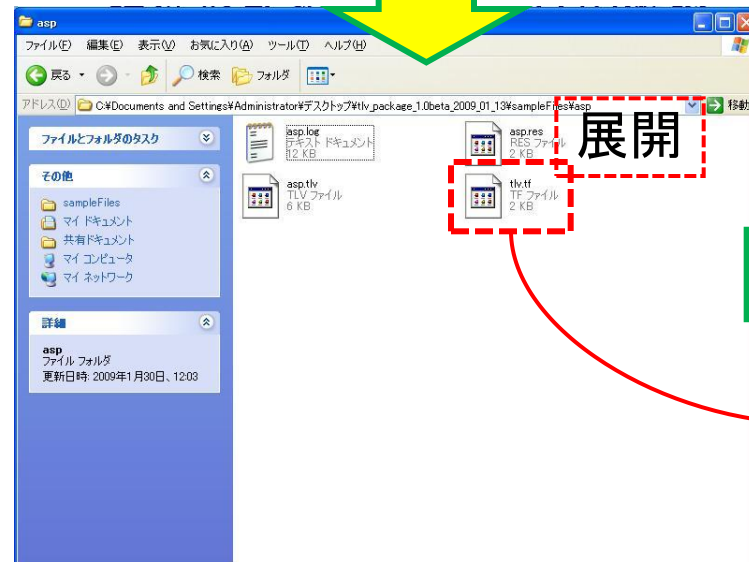 asp
ファイル(F) 編集(E) 表示(V) お気に入り(A) ツール(T) ヘルプ(H)
戻る 検索 フォルダ
アドレス(D) C:¥Documents and Settings¥Administrator¥デスクトップ¥tlv_package_1.0beta_2009_01_13¥sampleFiles¥asp 移動
ファイルとフォルダのタスク
その他
sampleFiles
マイ ドキュメント
共有ドキュメント
マイ コンピュータ
マイ ネットワーク
詳細
asp
ファイル フォルダ
更新日時: 2009年1月30日、12:03
asp.log
テキスト ドキュメント
12 KB
asp.res
RES ファイル
2 KB
asp.tlv
TLV ファイル
6 KB
tlv.tf
TF ファイル
2 KB
展開